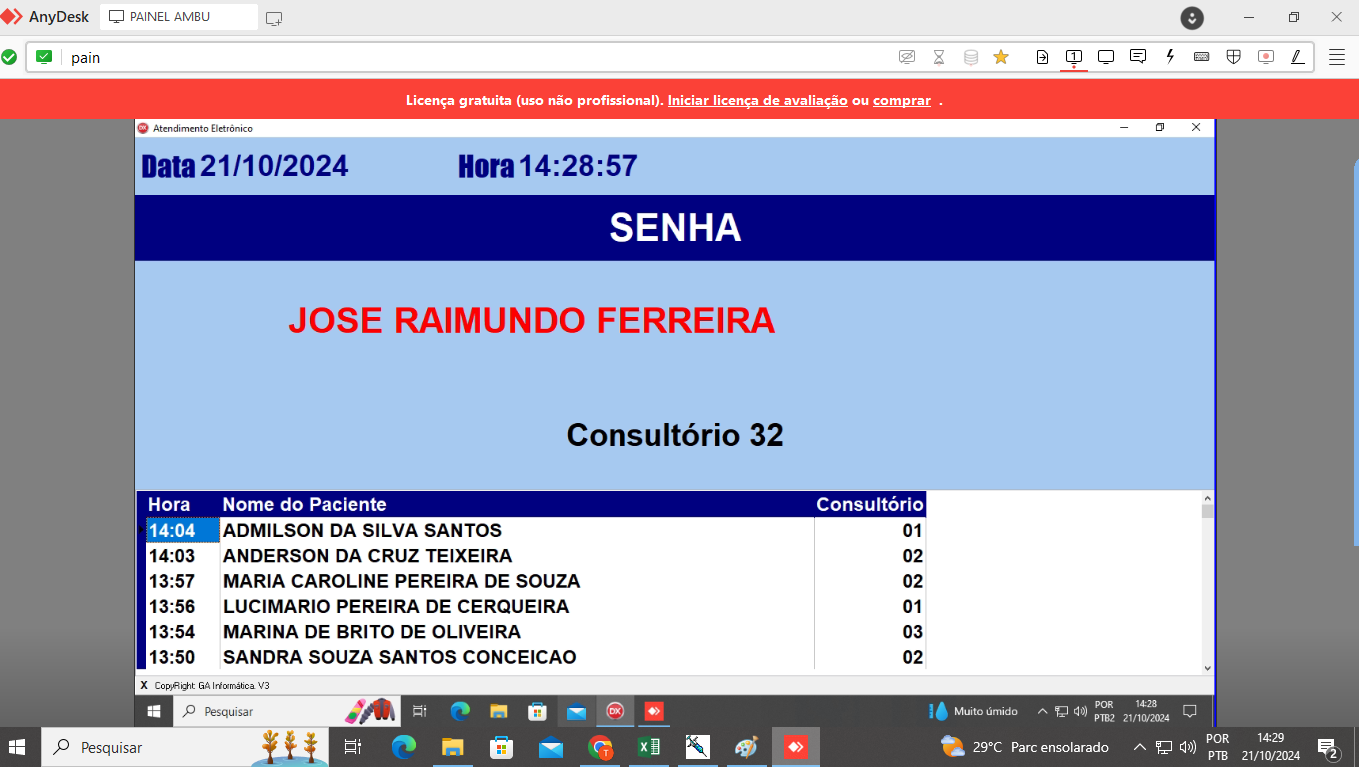 AnyDesk PAINEL AMBU
pain
1
Licença gratuita (uso não profissional). Iniciar licença de avaliação ou comprar .
Atendimento Eletrônico
Data 21/10/2024 Hora 14:28:57
SENHA
JOSE RAIMUNDO FERREIRA
Consultório 32
Hora Nome do Paciente Consultório
14:04 ADMILSON DA SILVA SANTOS 01
14:03 ANDERSON DA CRUZ TEIXEIRA 02
13:57 MARIA CAROLINE PEREIRA DE SOUZA 02
13:56 LUCIMARIO PEREIRA DE CERQUEIRA 01
13:54 MARINA DE BRITO DE OLIVEIRA 03
13:50 SANDRA SOUZA SANTOS CONCEICAO 02
X CopyRight GA Informática. V3
Pesquisar DX Muito úmido POR 14:28
PTB2 21/10/2024
Pesquisar T 29°C Parc ensolarado POR 14:29
PTB 21/10/2024 2